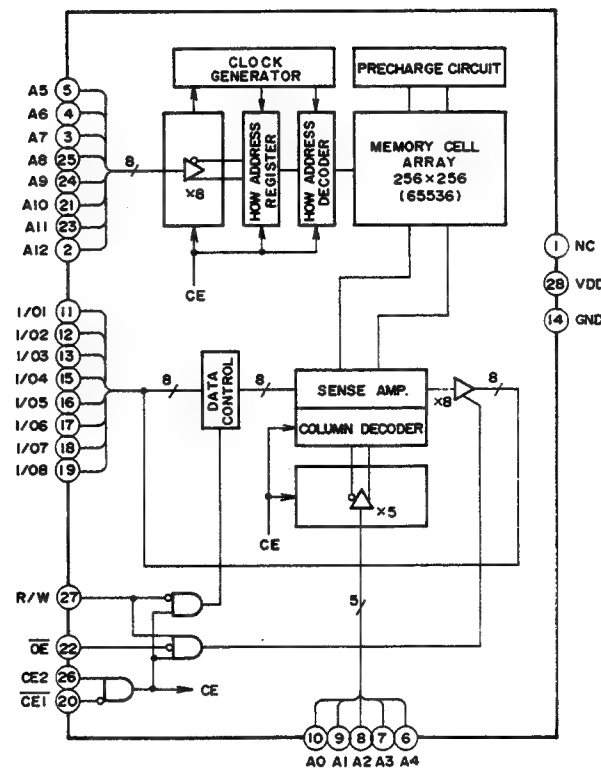 CLOCK
GENERATOR
PRECHARGE CIRCUIT
A5 5
A6 4
A7 3
A8 25
A9 24
A10 21
A11 23
A12 2
8
×8
HOW ADDRESS
REGISTER
HOW ADDRESS
DECODER
MEMORY CELL
ARRAY
256×256
(65536)
CE
1 NC
28 VDD
14 GND
I/O1 11
I/O2 12
I/O3 13
I/O4 15
I/O5 16
I/O6 17
I/O7 18
I/O8 19
8
DATA
CONTROL
8
SENSE AMP.
COLUMN DECODER
×8
8
×5
CE
5
R/W 27
OE 22
CE2 26
CE1 20
CE
10 9 8 7 6
A0 A1 A2 A3 A4